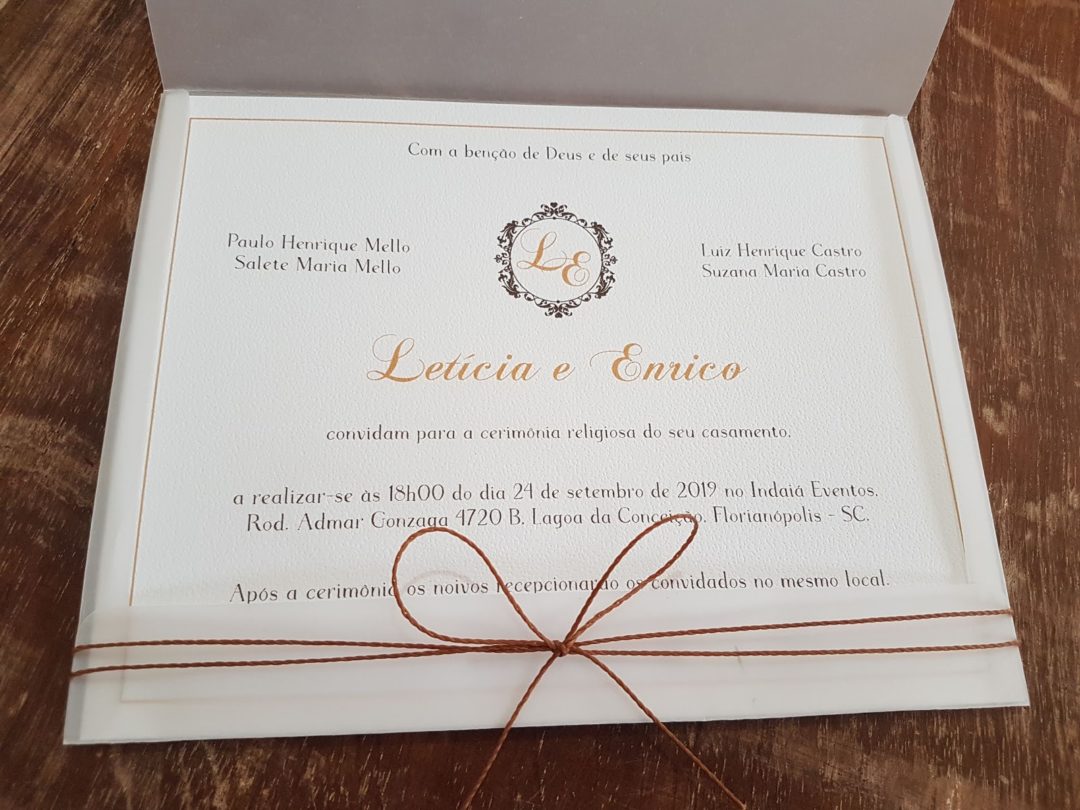 Com a benção de Deus e de seus pais
Paulo Henrique Mello
Salete Maria Mello
L E
Luiz Henrique Castro
Suzana Maria Castro
Letícia e Enrico
convidam para a cerimônia religiosa do seu casamento,
a realizar-se às 18h00 do dia 24 de setembro de 2019 no Indaiá Eventos.
Rod. Admar Gonzaga 4720 B. Lagoa da Conceição. Florianópolis - SC.
Após a cerimônia os noivos recepcionarão os convidados no mesmo local.